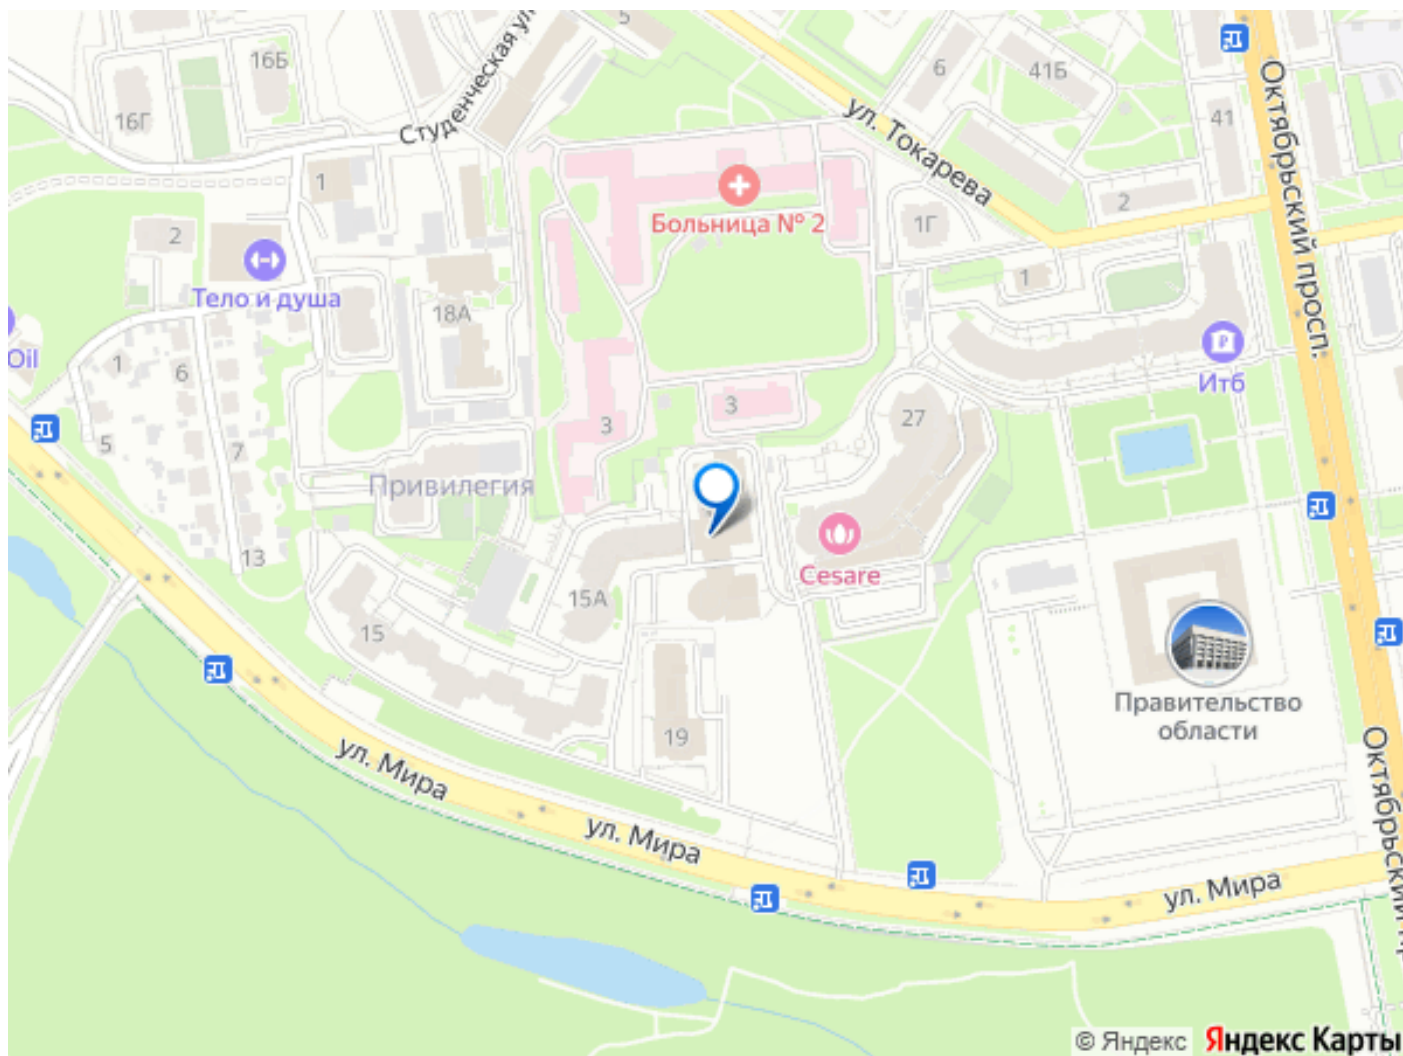 5
16Б
Студенческая ул.
16Г
6
41Б
Октябрьский просп.
41
ул. Токарева
1
Больница № 2
2
1Г
2
Тело и душа
18А
1
Oil
1
6
Итб
3
27
3
5
7
Привилегия
13
Cesare
15А
15
Правительство
области
19
ул. Мира
ул. Мира
ул. Мира
Октябрьский пр
© Яндекс
Яндекс Карты